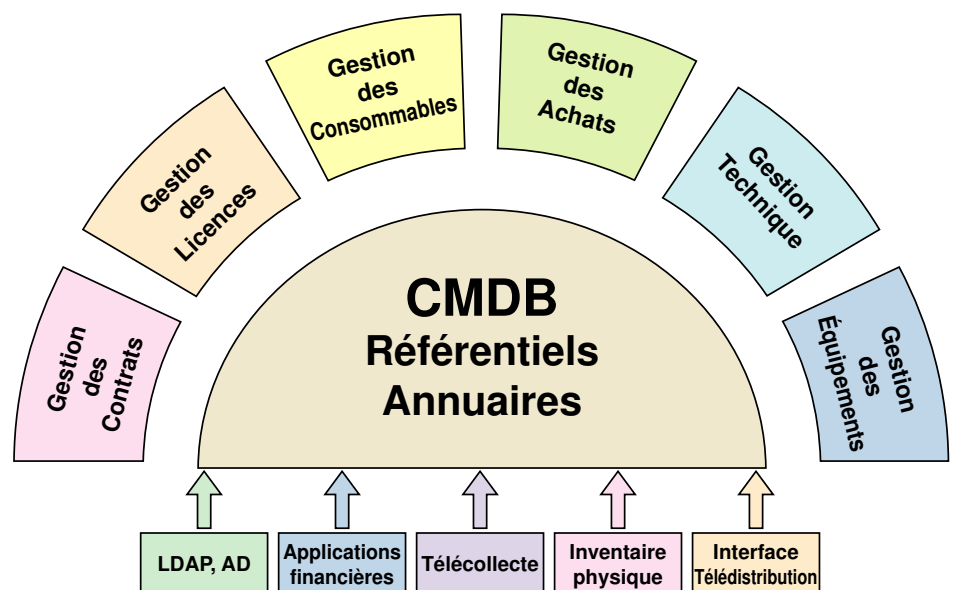 Gestion
des
Contrats
Gestion
des
Licences
Gestion
des
Consommables
Gestion
des
Achats
Gestion
Technique
Gestion
des
Équipements
CMDB
Référentiels
Annuaires
LDAP, AD
Applications
financières
Télécollecte
Inventaire
physique
Interface
Télédistribution